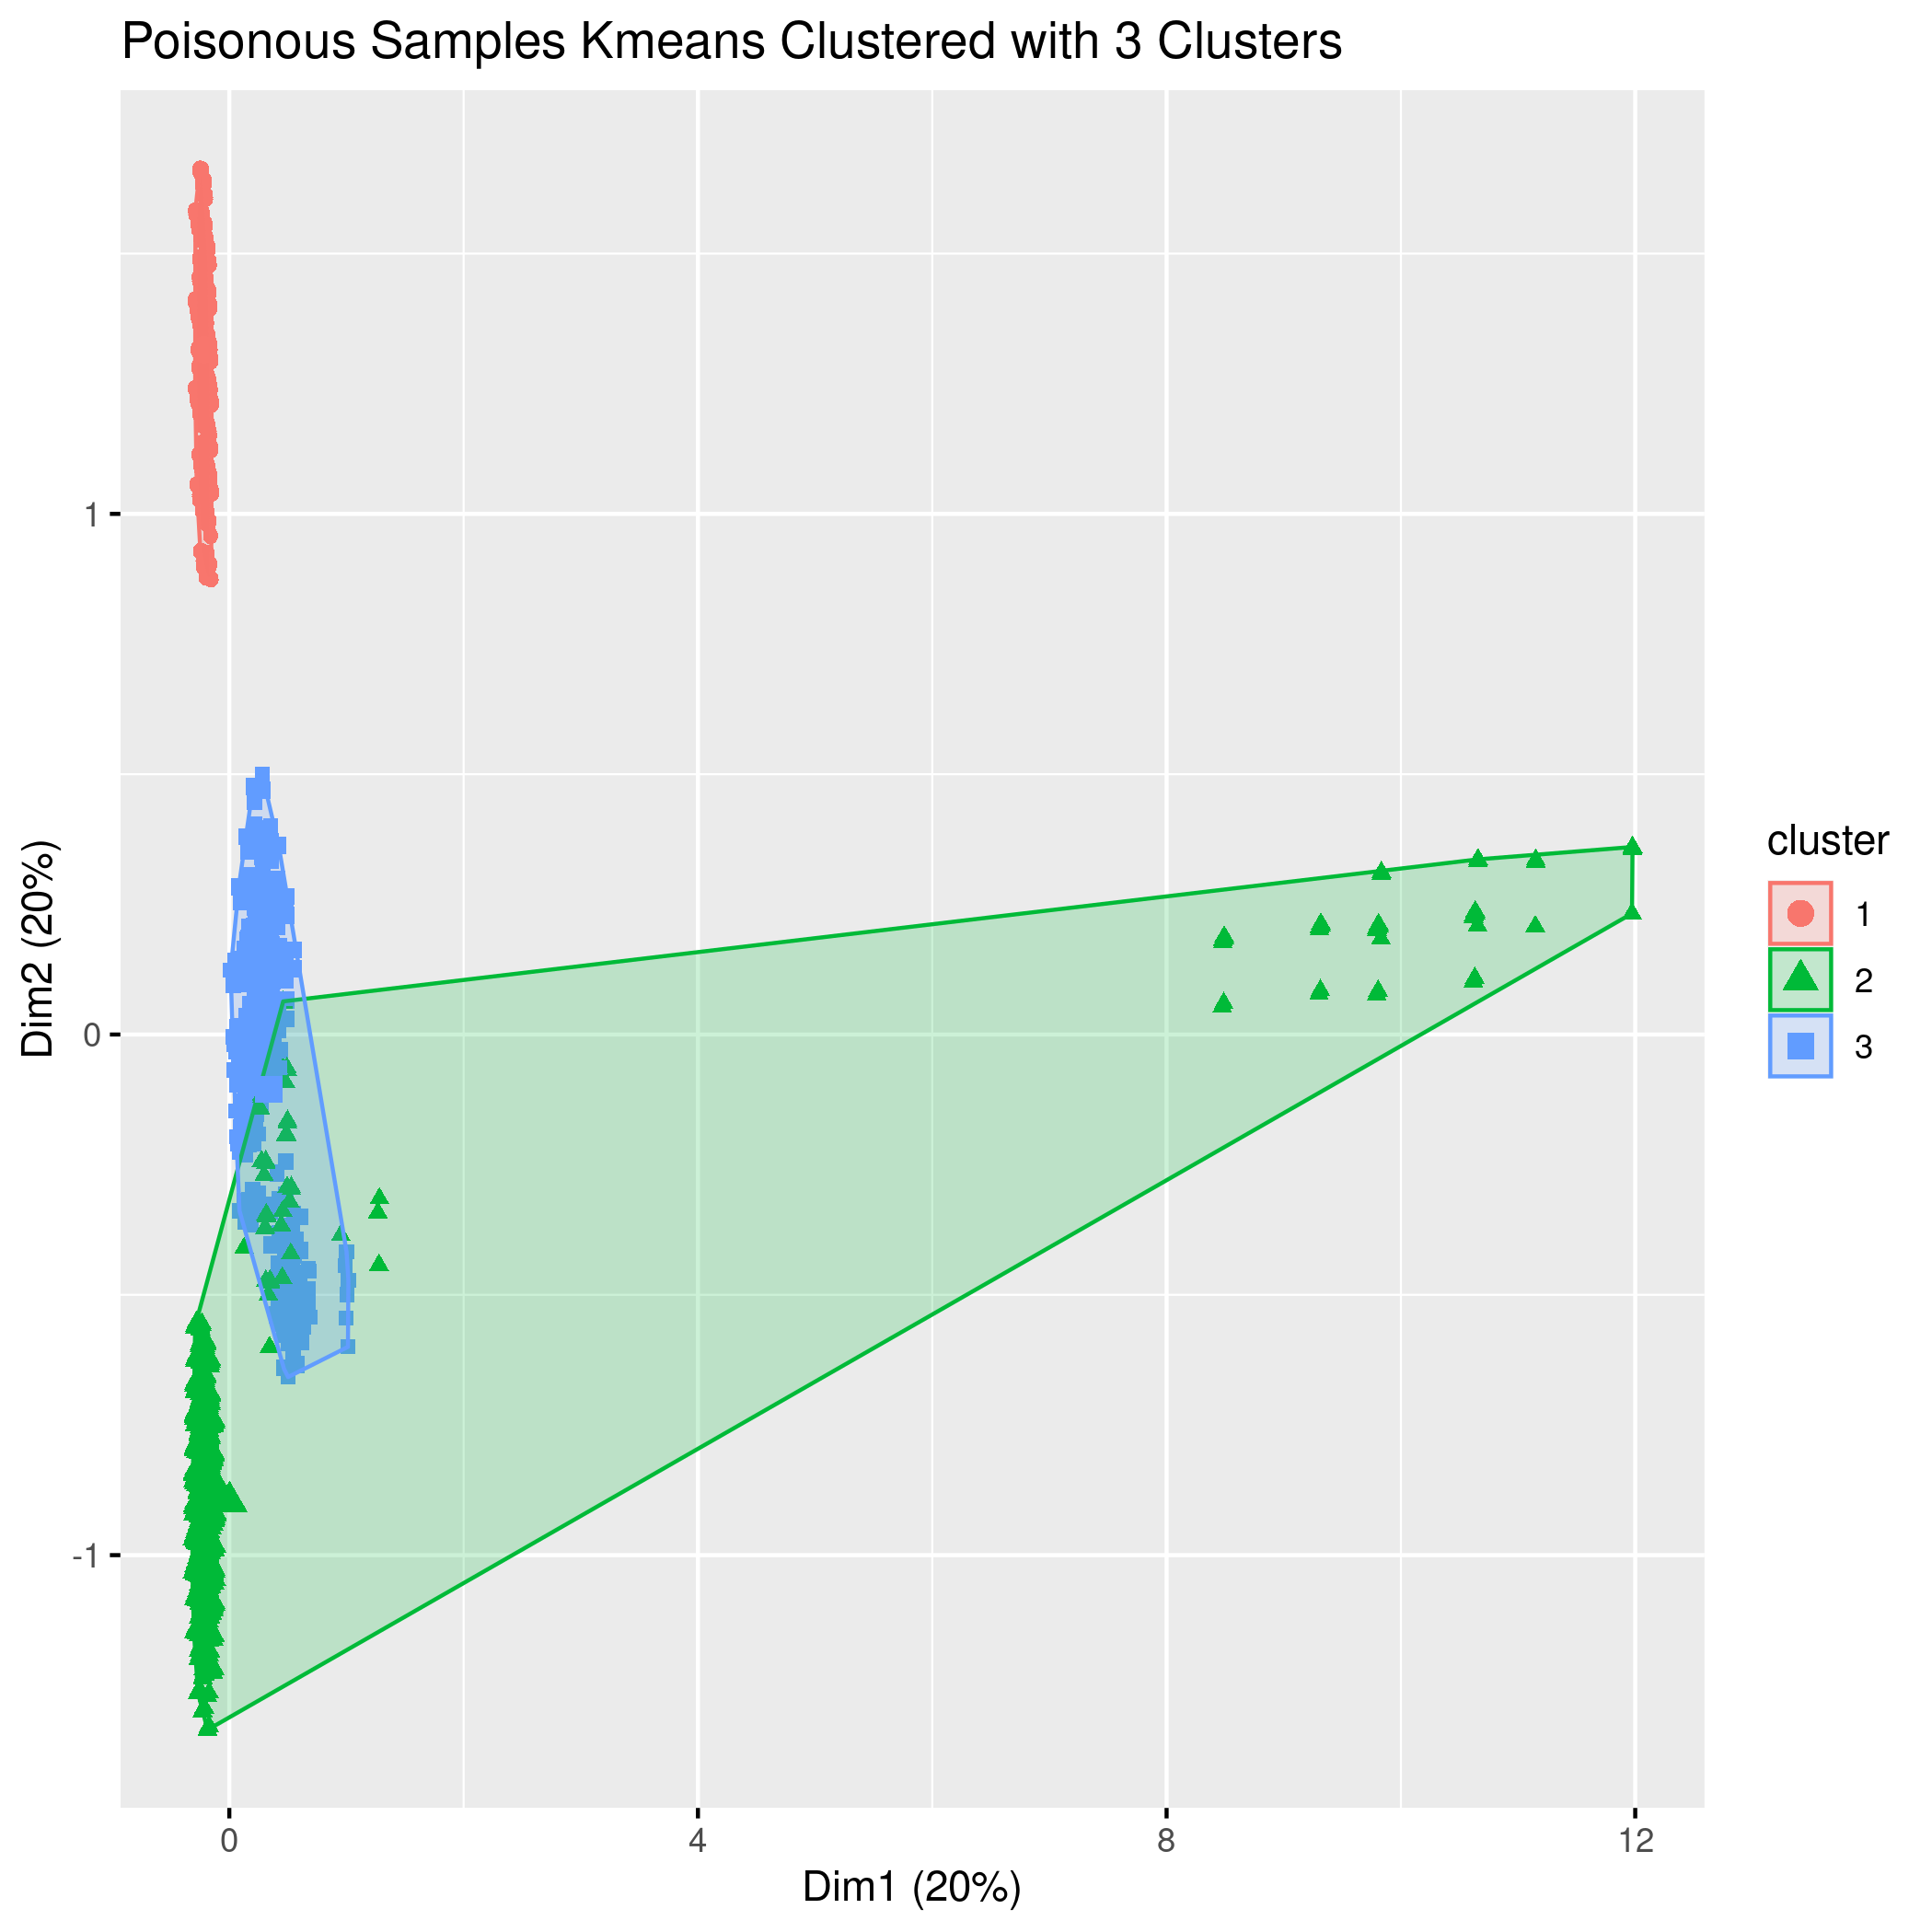 Poisonous Samples Kmeans Clustered with 3 Clusters
1
0
-1
Dim2 (20%)
0 4 8 12
Dim1 (20%)
cluster
1
2
3